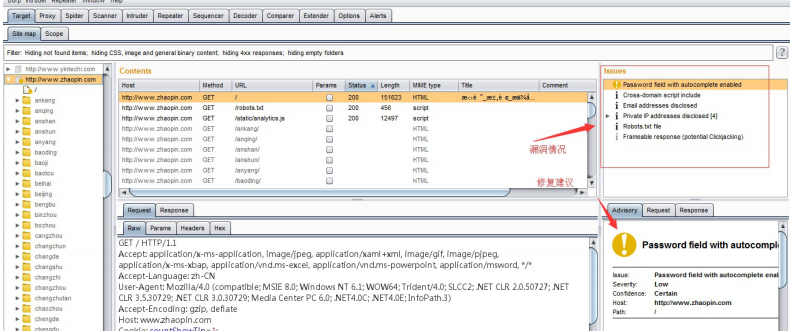 Burp Intruder Repeater Window Help
Target Proxy Spider Scanner Intruder Repeater Sequencer Decoder Comparer Extender Options Alerts
Site map Scope
Filter: Hiding not found items; hiding CSS, image and general binary content; hiding 4xx responses; hiding empty folders
?
http://www.yintechi.com
http://www.zhaopin.com
/
ankang
anqing
anshan
anshun
anyang
baoding
baoji
baotou
beihai
beijing
bengbu
binzhou
bozhou
cangzhou
changchun
changde
changsha
changshu
changzhi
changzhou
changzhutan
chaozhou
chengde
chengdu
Contents
Host Method URL Params Status Length MIME type Title Comment
http://www.zhaopin.com GET / 200 151623 HTML
http://www.zhaopin.com GET /robots.txt 200 456 script
http://www.zhaopin.com GET /static/analytics.js 200 12497 script
http://www.zhaopin.com GET /ankang/ HTML
http://www.zhaopin.com GET /anqing/ HTML
http://www.zhaopin.com GET /anshan/ HTML
http://www.zhaopin.com GET /anshun/ HTML
http://www.zhaopin.com GET /anyang/ HTML
http://www.zhaopin.com GET /baoding/ HTML
漏洞情况
修复建议
Issues
Password field with autocomplete enabled
Cross-domain script include
Email addresses disclosed
Private IP addresses disclosed [4]
Robots.txt file
Frameable response (potential Clickjacking)
Request Response
Raw Params Headers Hex
GET / HTTP/1.1
Accept: application/x-ms-application, image/jpeg, application/xaml+xml, image/gif, image/pjpeg,
application/x-ms-xbap, application/vnd.ms-excel, application/vnd.ms-powerpoint, application/msword, */*
Accept-Language: zh-CN
User-Agent: Mozilla/4.0 (compatible; MSIE 8.0; Windows NT 6.1; WOW64; Trident/4.0; SLCC2; .NET CLR 2.0.50727; .NET
CLR 3.5.30729; .NET CLR 3.0.30729; Media Center PC 6.0; .NET4.0C; .NET4.0E; InfoPath.3)
Accept-Encoding: gzip, deflate
Host: www.zhaopin.com
Cookie: countShowTip=1;
Advisory Request Response
Password field with autocompl
Issue: Password field with autocomplete enal
Severity: Low
Confidence: Certain
Host: http://www.zhaopin.com
Path: /